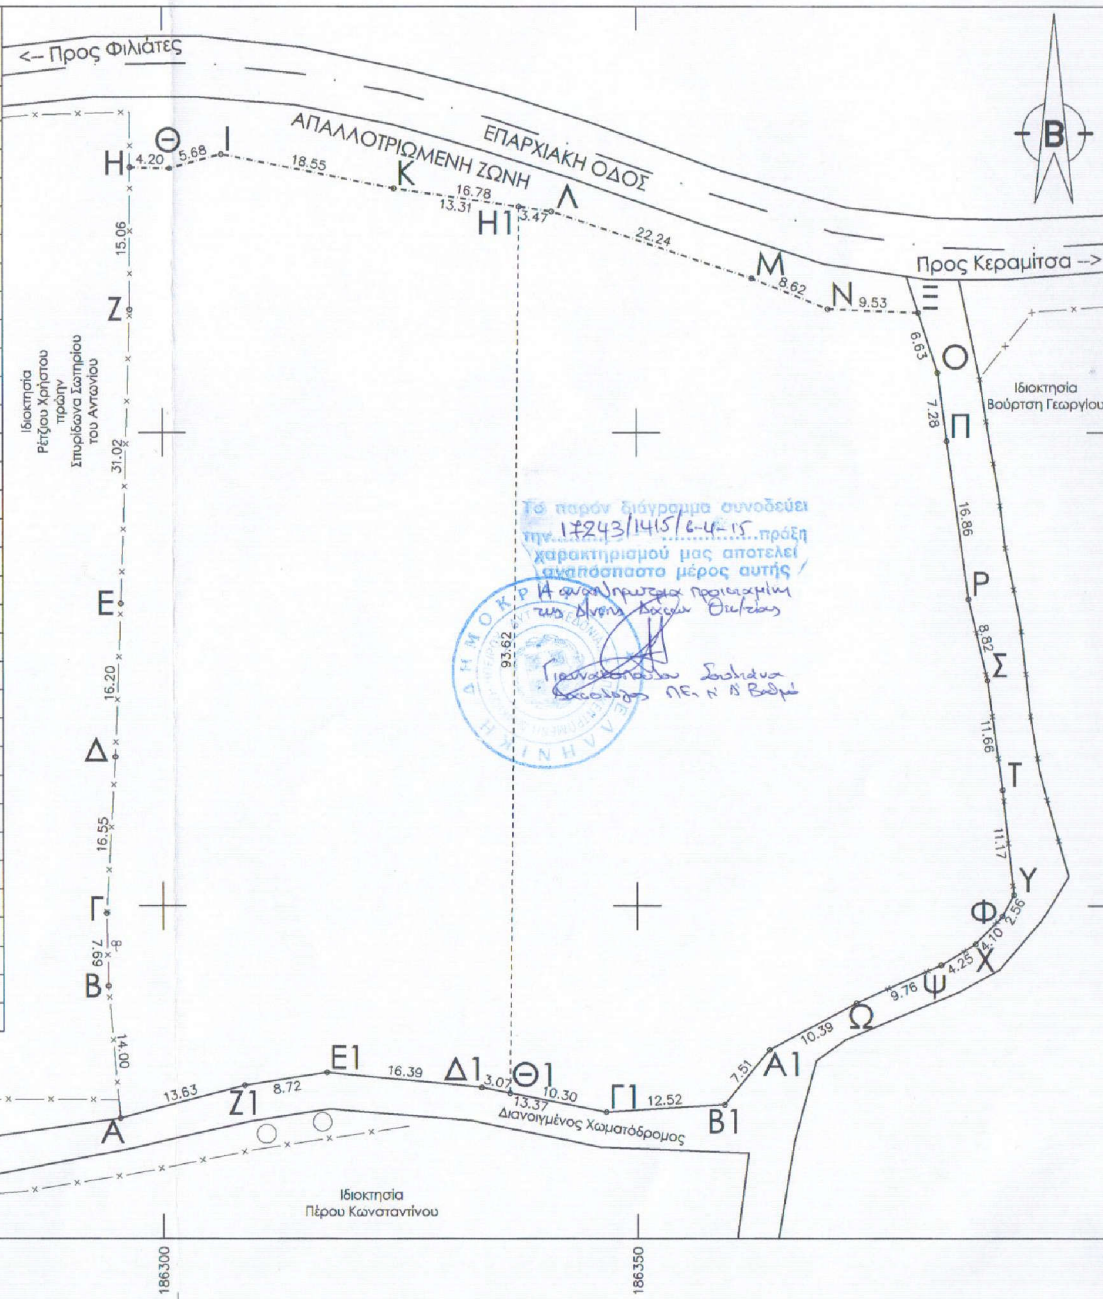 <-- Προς Φιλιάτες
ΑΠΑΛΛΟΤΡΙΩΜΕΝΗ ΖΩΝΗ
ΕΠΑΡΧΙΑΚΗ ΟΔΟΣ
Προς Κεραμίτσα -->
Β
Η
4.20
Θ
5.68
Ι
18.55
Κ
16.78
13.31
Η1
3.47
Λ
22.24
Μ
8.62
Ν
9.53
Ξ
6.63
Ο
7.28
Π
16.86
Ρ
8.82
Σ
11.66
Τ
11.17
Υ
2.56
Φ
4.10
Χ
4.25
Ψ
9.76
Ω
10.39
Α1
7.51
Β1
12.52
Γ1
10.30
13.37
Θ1
3.07
Δ1
16.39
Ε1
8.72
Ζ1
13.63
Α
14.00
Β
7.69
Γ
16.55
Δ
16.20
Ε
31.02
Ζ
15.06
93.62
Ιδιοκτησία
Ρέτζιου Χρήστου
πρώην
Σπυρίδωνα Σωτηρίου
του Αντωνίου
Ιδιοκτησία
Βούρτση Γεωργίου
Το παρόν διάγραμμα συνοδεύει
την 17243/1415/6-4-15 πράξη
χαρακτηρισμού μας αποτελεί
αναπόσπαστο μέρος αυτής
ΕΛΛΗΝΙΚΗ ΔΗΜΟΚΡ
Διανοιγμένος Χωματόδρομος
Ιδιοκτησία
Πέρου Κωνσταντίνου
186300
186350